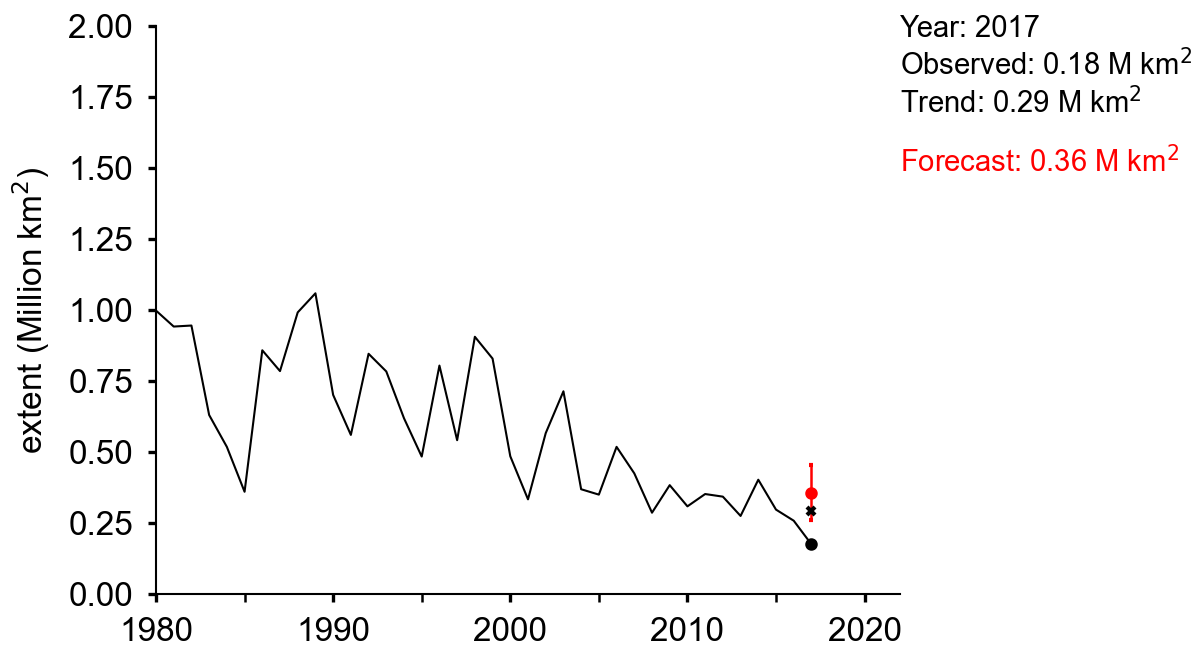 Year: 2017
Observed: 0.18 M km²
Trend: 0.29 M km²
Forecast: 0.36 M km²
extent (Million km²)
2.00
1.75
1.50
1.25
1.00
0.75
0.50
0.25
0.00
1980 1990 2000 2010 2020